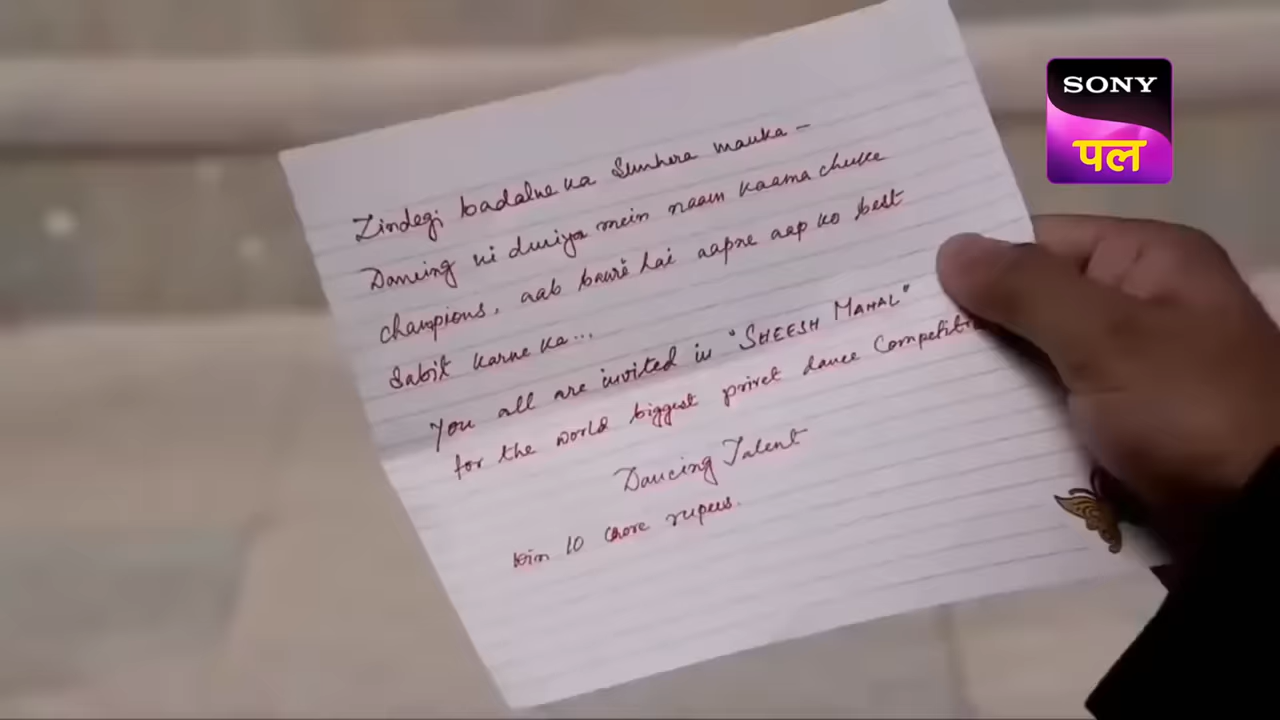 SONY
पल
Zindegi badalne ka Sunhera mauka –
Dancing ki duniya mein naam kaama chuke
champions, aab baari hai aapne aap ko best
Sabit karne ka...
You all are invited in "SHEESH MAHAL"
for the world biggest privet dance Competition
Dancing Talent
win 10 crore rupees.